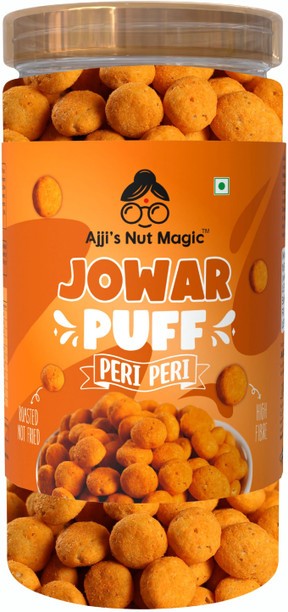 Ajji's Nut Magic™
JOWAR
PUFF
PERI PERI
ROASTED
NOT FRIED
HIGH
FIBRE